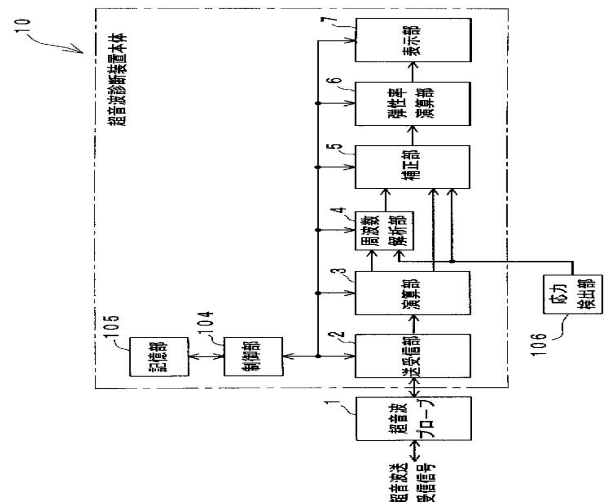 10
超音波診断装置本体
105
記憶部
104
制御部
1
超音波
プローブ
超音波送
受信信号
2
送受信部
3
演算部
4
周波数
解析部
5
補正部
6
弾性率
演算部
7
表示部
応力
検出部
106